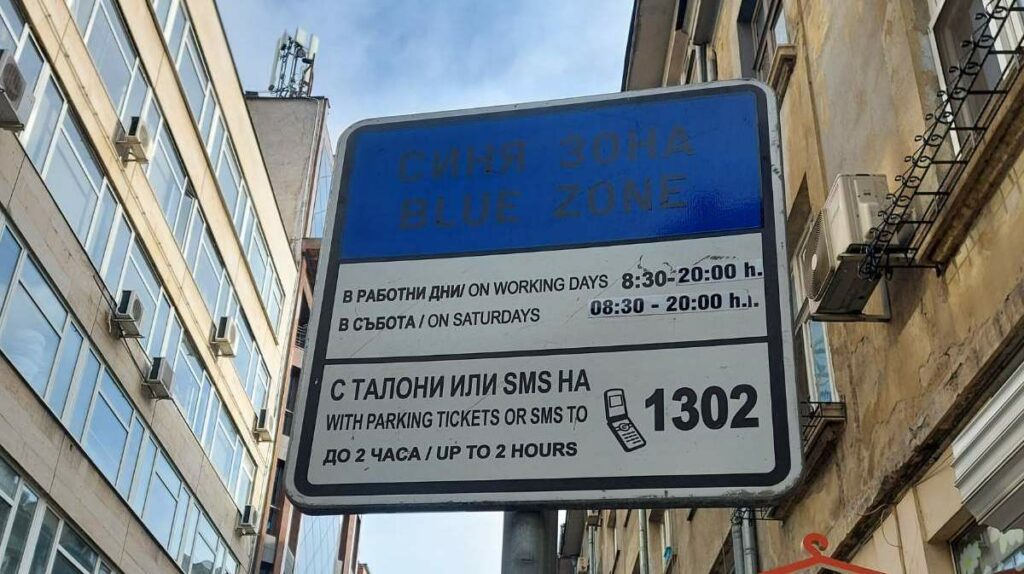 СИНЯ ЗОНА
BLUE ZONE
В РАБОТНИ ДНИ/ ON WORKING DAYS 8:30-20:00 h.
В СЪБОТА / ON SATURDAYS 08:30 - 20:00 h.
С ТАЛОНИ ИЛИ SMS НА
WITH PARKING TICKETS OR SMS TO 1302
ДО 2 ЧАСА / UP TO 2 HOURS